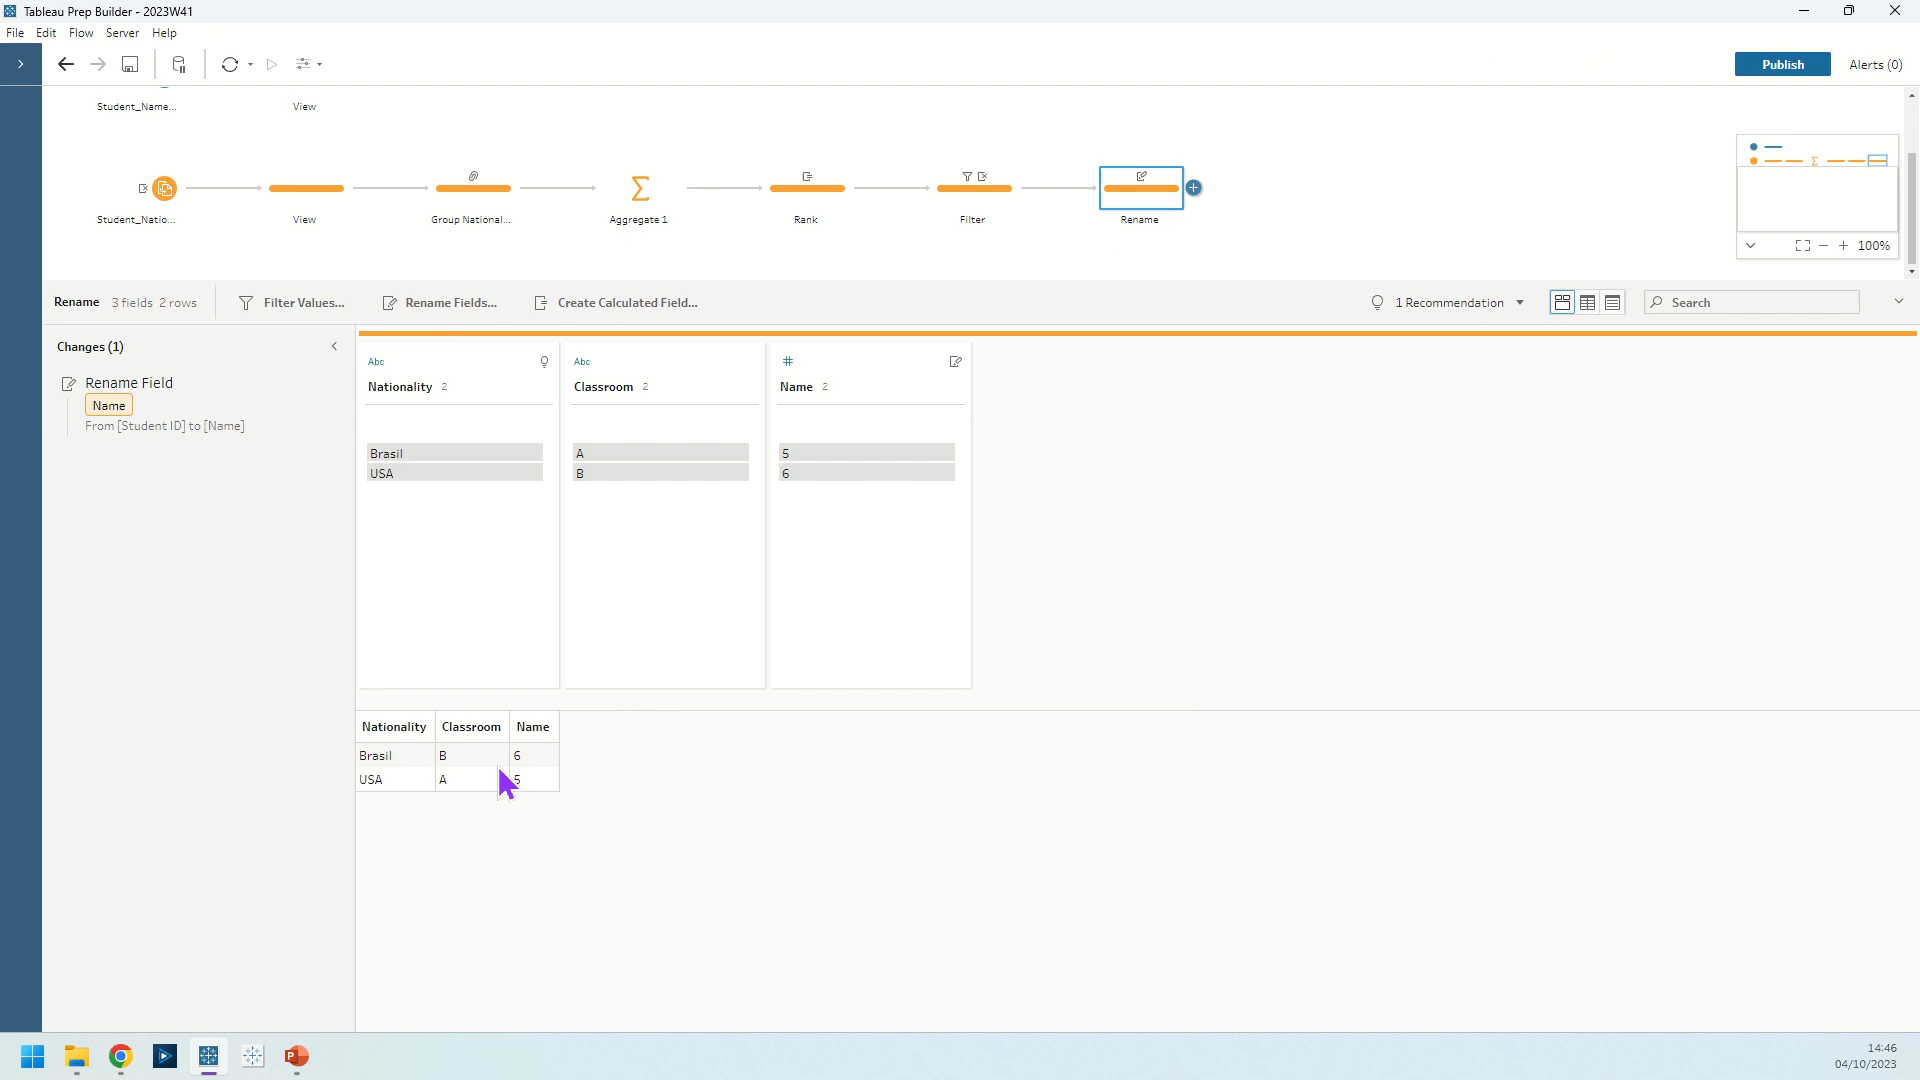 Tableau Prep Builder - 2023W41
File Edit Flow Server Help
Publish
Alerts (0)
Student_Name...
View
Student_Natio...
View
Group National...
Aggregate 1
Rank
Filter
Rename
100%
Rename 3 fields 2 rows
Filter Values...
Rename Fields...
Create Calculated Field...
1 Recommendation
Search
Changes (1)
Rename Field
Name
From [Student ID] to [Name]
Abc
Nationality 2
Brasil
USA
Abc
Classroom 2
A
B
#
Name 2
5
6
Nationality Classroom Name
Brasil B 6
USA A 5
14:46
04/10/2023